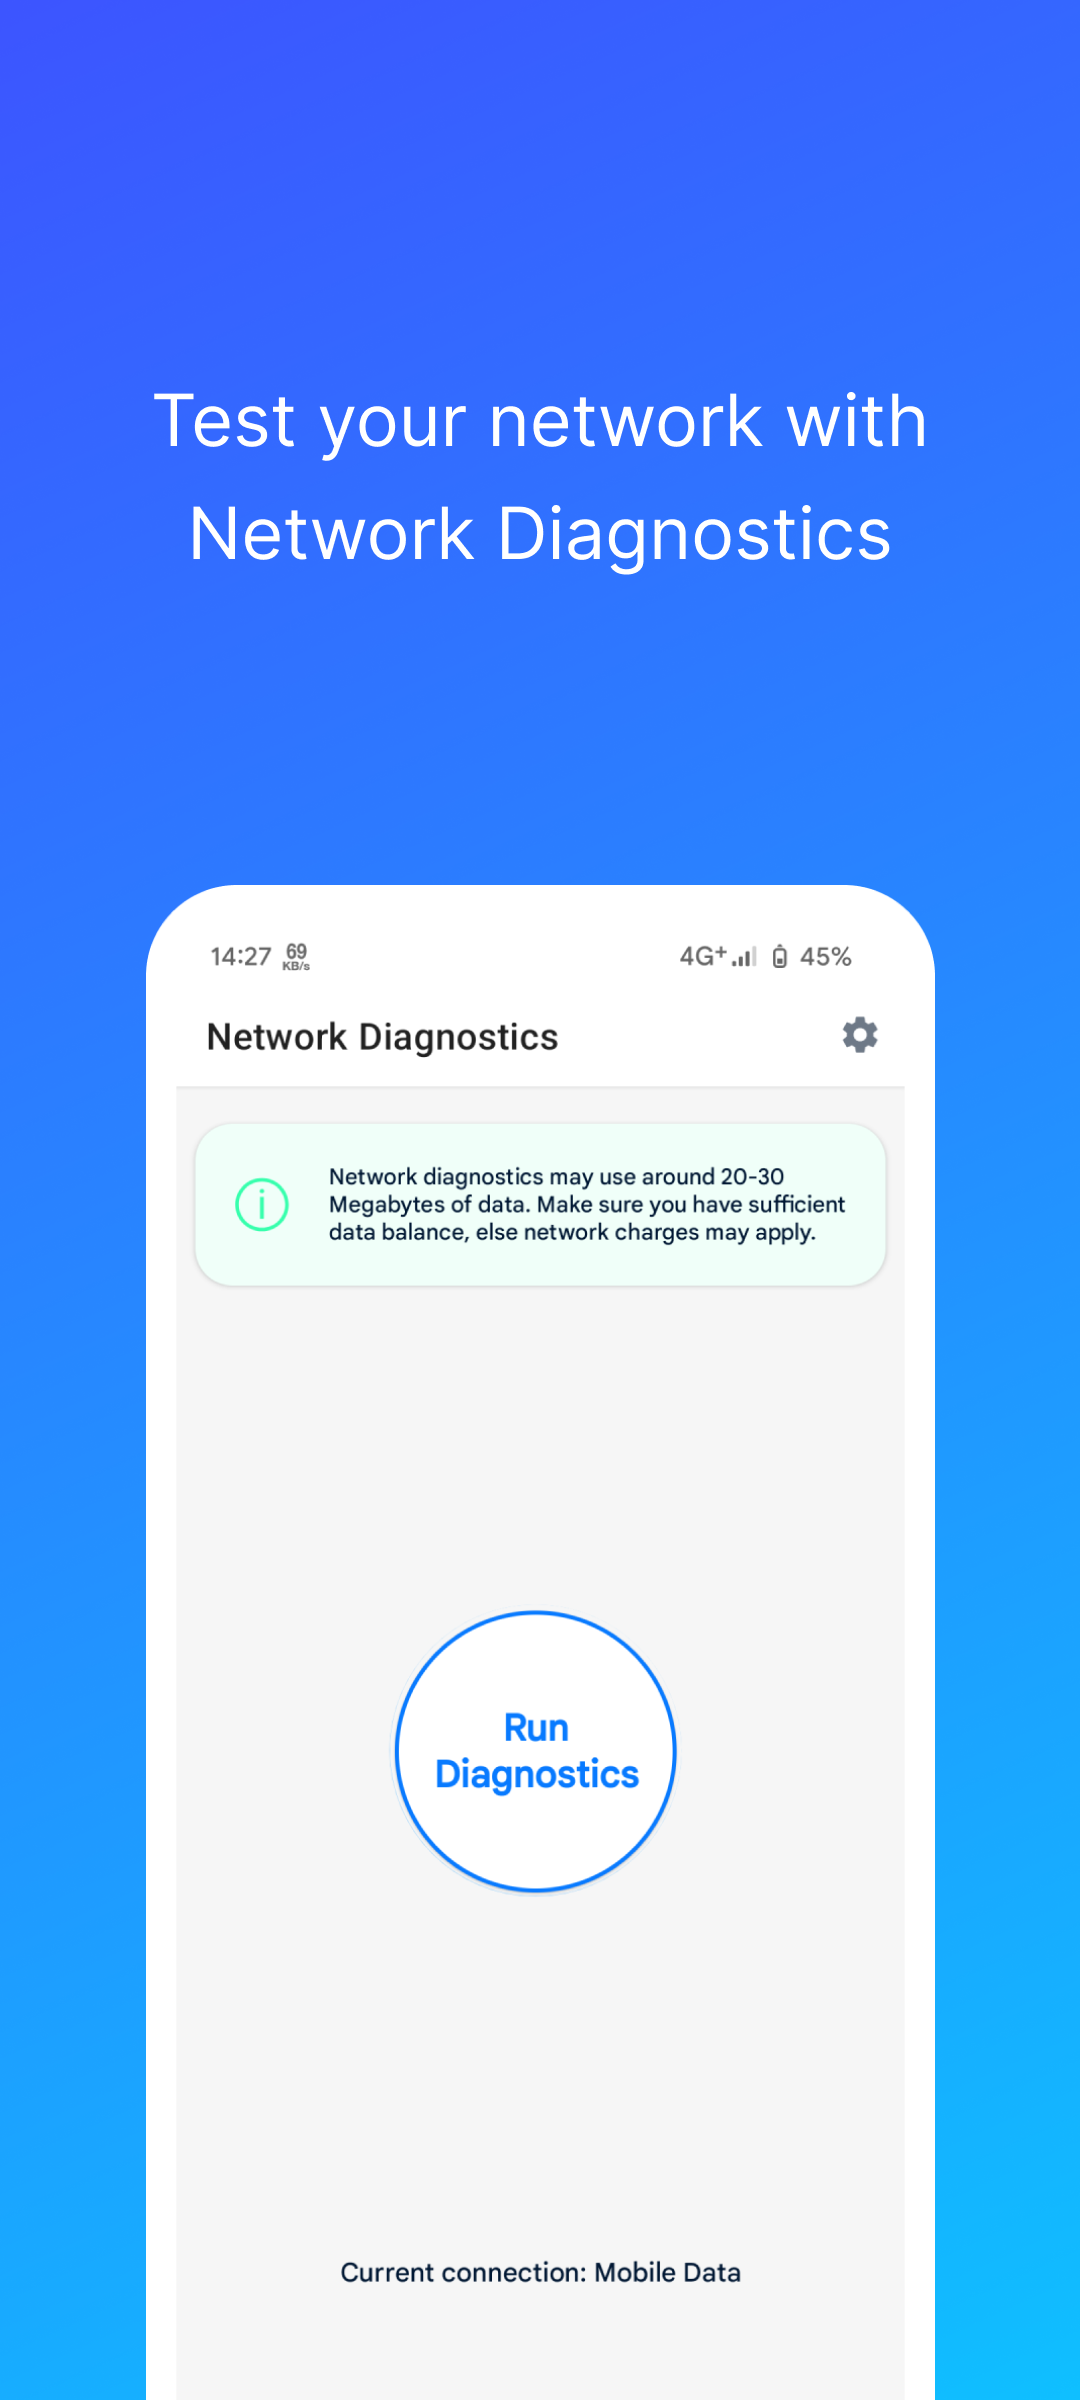 Test your network with
Network Diagnostics
14:27 69 KB/s 4G+ 45%
Network Diagnostics
Network diagnostics may use around 20-30
Megabytes of data. Make sure you have sufficient
data balance, else network charges may apply.
Run
Diagnostics
Current connection: Mobile Data